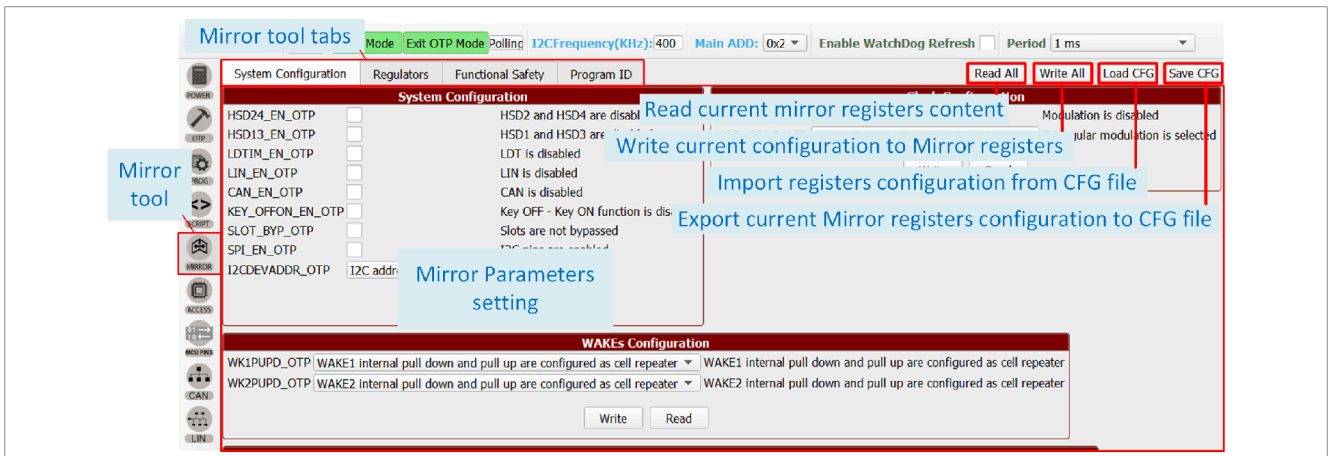 Mirror tool tabs
Mode Exit OTP Mode Polling I2CFrequency(KHz): 400 Main ADD: 0x2 Enable WatchDog Refresh Period 1 ms
System Configuration Regulators Functional Safety Program ID Read All Write All Load CFG Save CFG
POWER
OTP
PROG
SCRIPT
MIRROR
ACCESS
MCU PINS
CAN
LIN
Mirror
tool
System Configuration
HSD24_EN_OTP HSD2 and HSD4 are
HSD13_EN_OTP HSD1 and HSD3 are
LDTIM_EN_OTP LDT is disabled
LIN_EN_OTP LIN is disabled
CAN_EN_OTP CAN is disabled
KEY_OFFON_EN_OTP Key OFF - Key ON function is
SLOT_BYP_OTP Slots are not bypassed
SPI_EN_OTP
I2CDEVADDR_OTP I2C
Mirror Parameters
setting
Modulation is disabled
modulation is selected
Read current mirror registers content
Write current configuration to Mirror registers
Import registers configuration from CFG file
Export current Mirror registers configuration to CFG file
WAKEs Configuration
WK1PUPD_OTP WAKE1 internal pull down and pull up are configured as cell repeater WAKE1 internal pull down and pull up are configured as cell repeater
WK2PUPD_OTP WAKE2 internal pull down and pull up are configured as cell repeater WAKE2 internal pull down and pull up are configured as cell repeater
Write Read